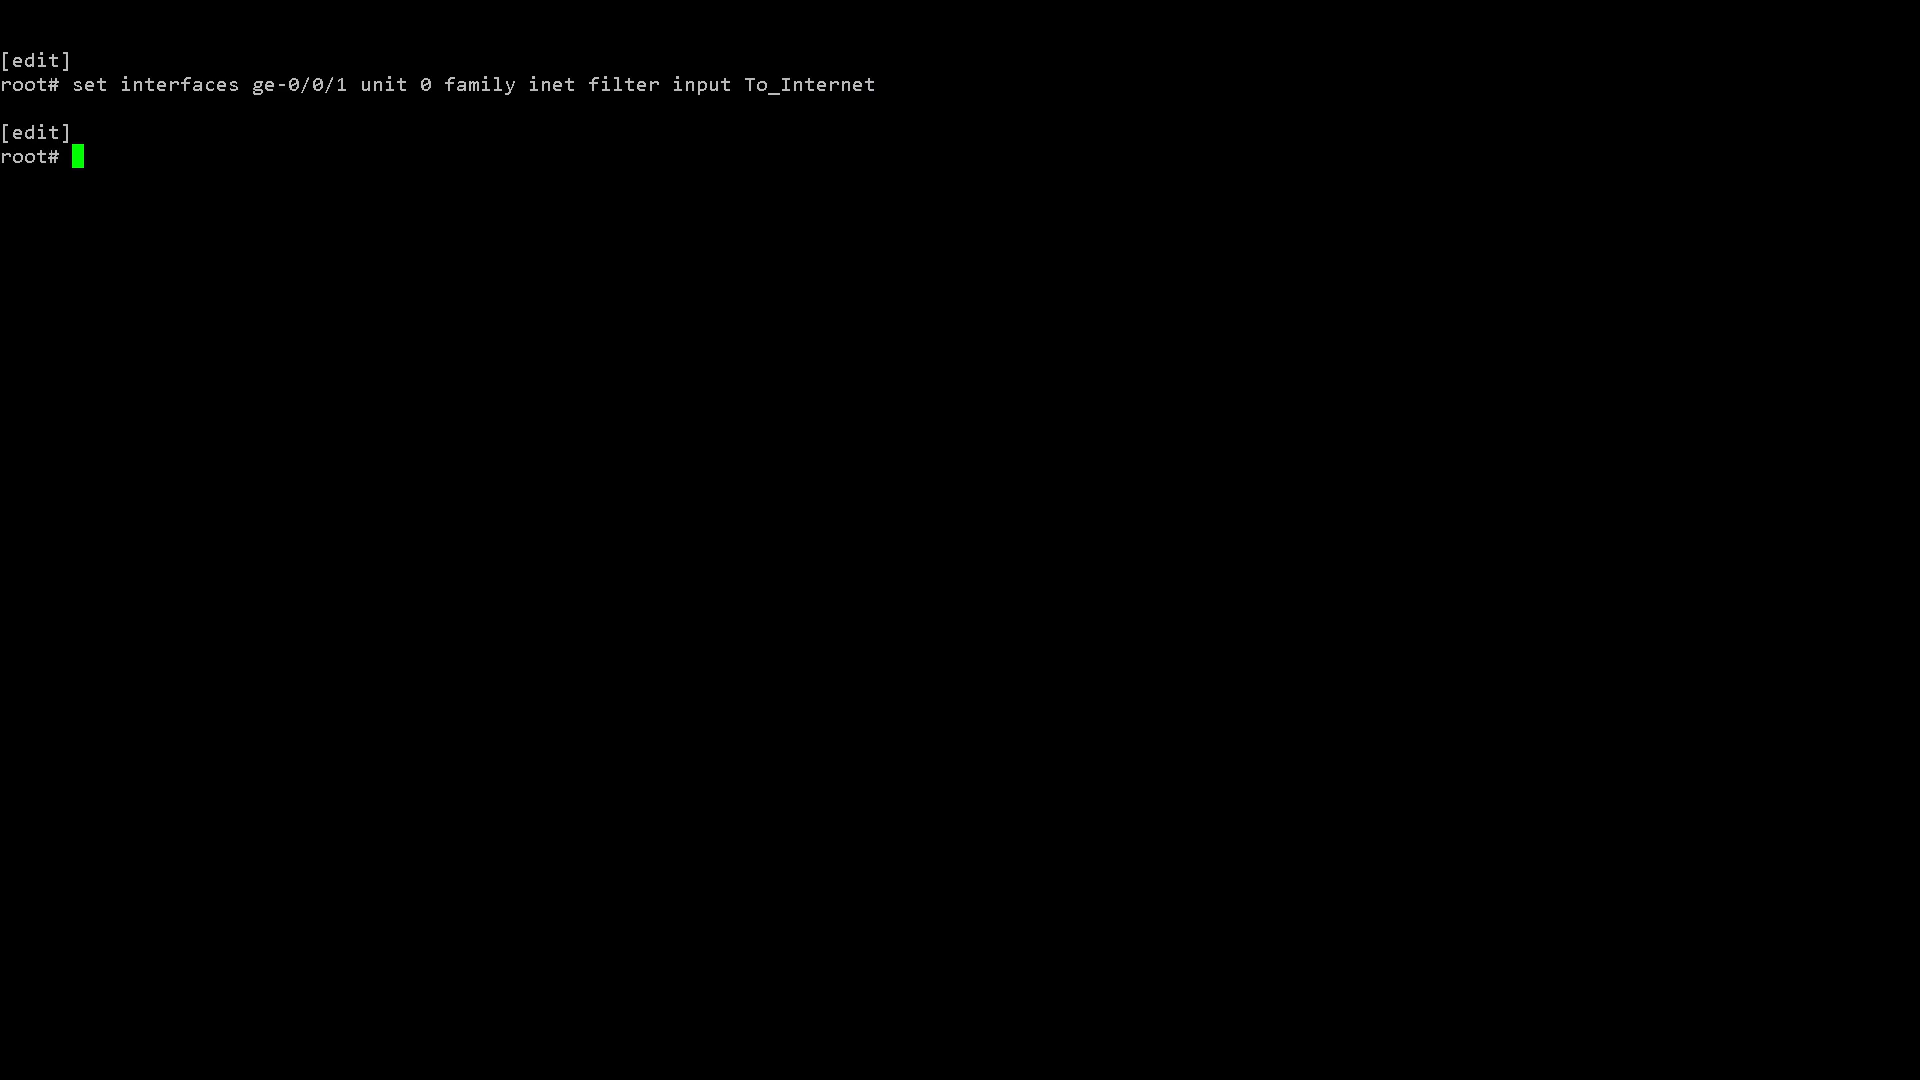 [edit]
root# set interfaces ge-0/0/1 unit 0 family inet filter input To_Internet
[edit]
root#